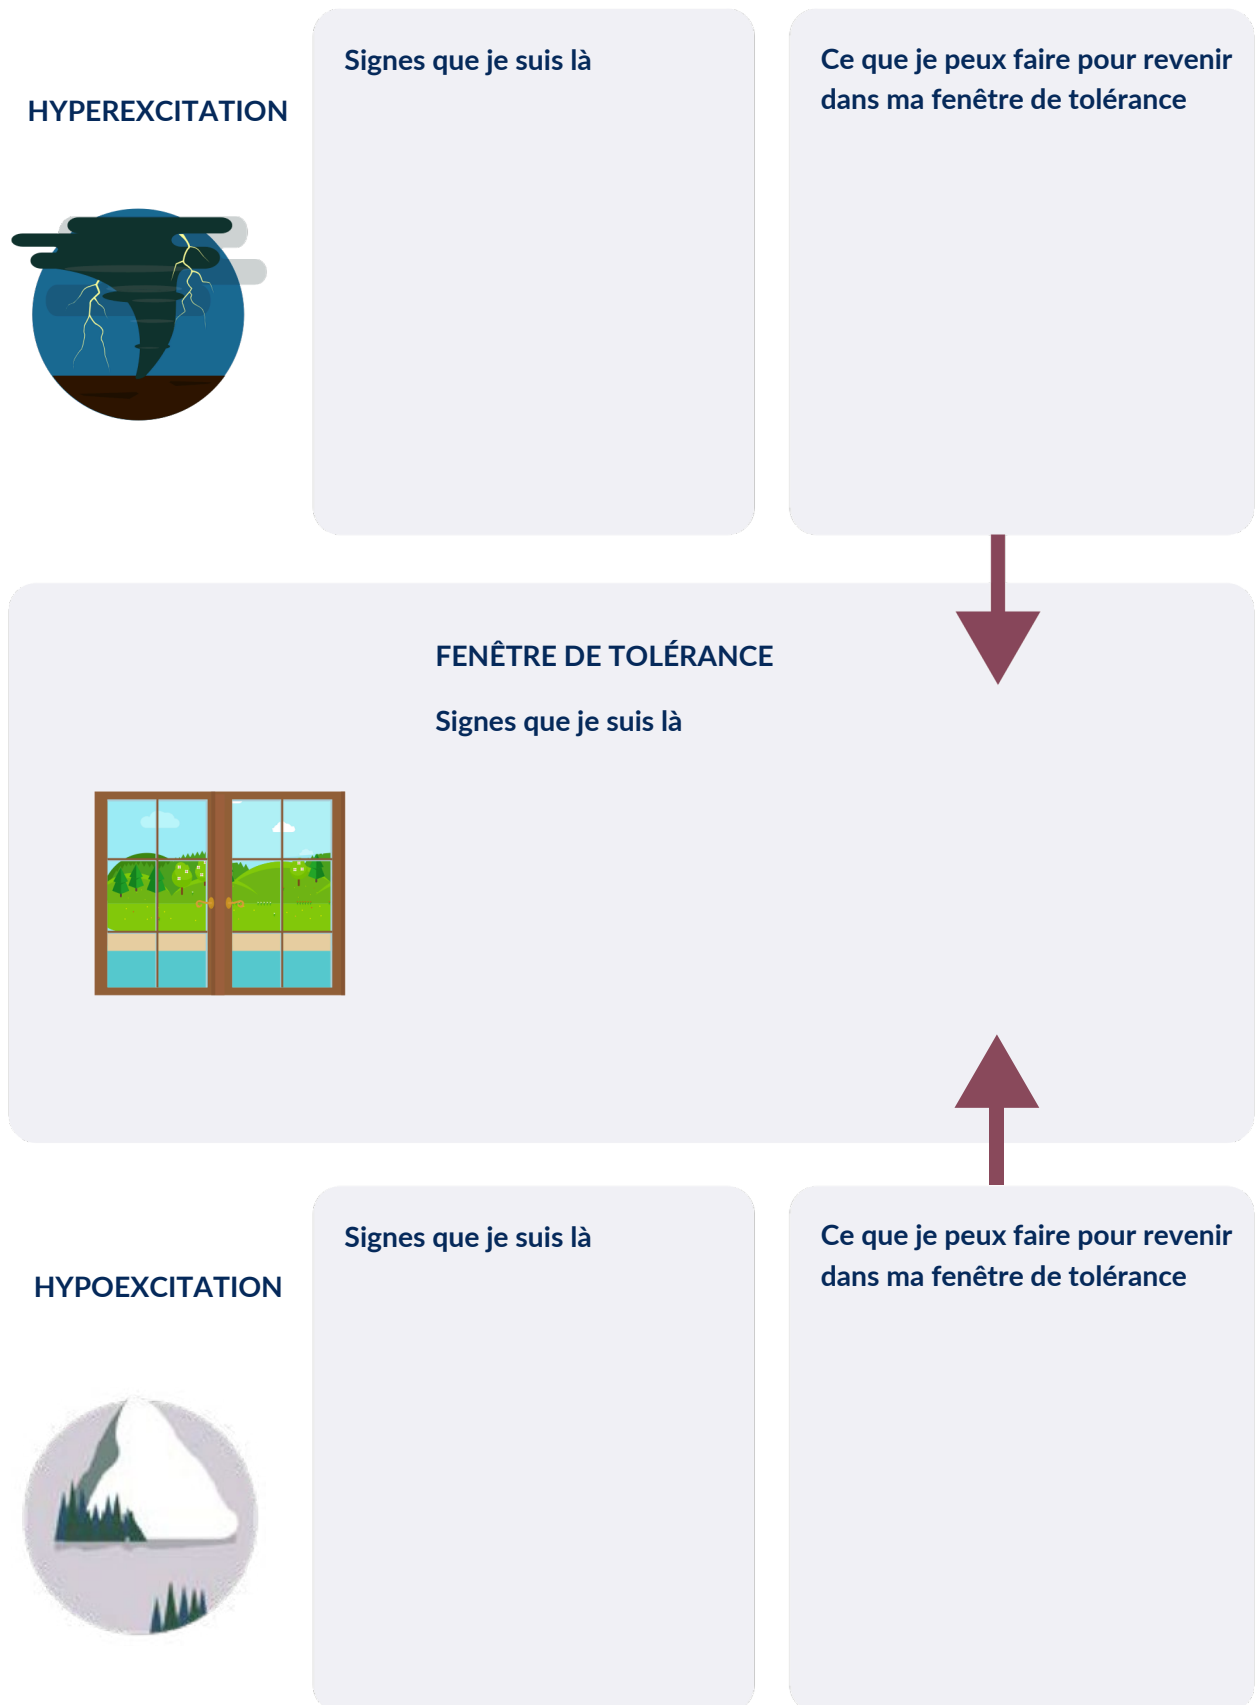 HYPEREXCITATION
Signes que je suis là
Ce que je peux faire pour revenir
dans ma fenêtre de tolérance
FENÊTRE DE TOLÉRANCE
Signes que je suis là
HYPOEXCITATION
Signes que je suis là
Ce que je peux faire pour revenir
dans ma fenêtre de tolérance